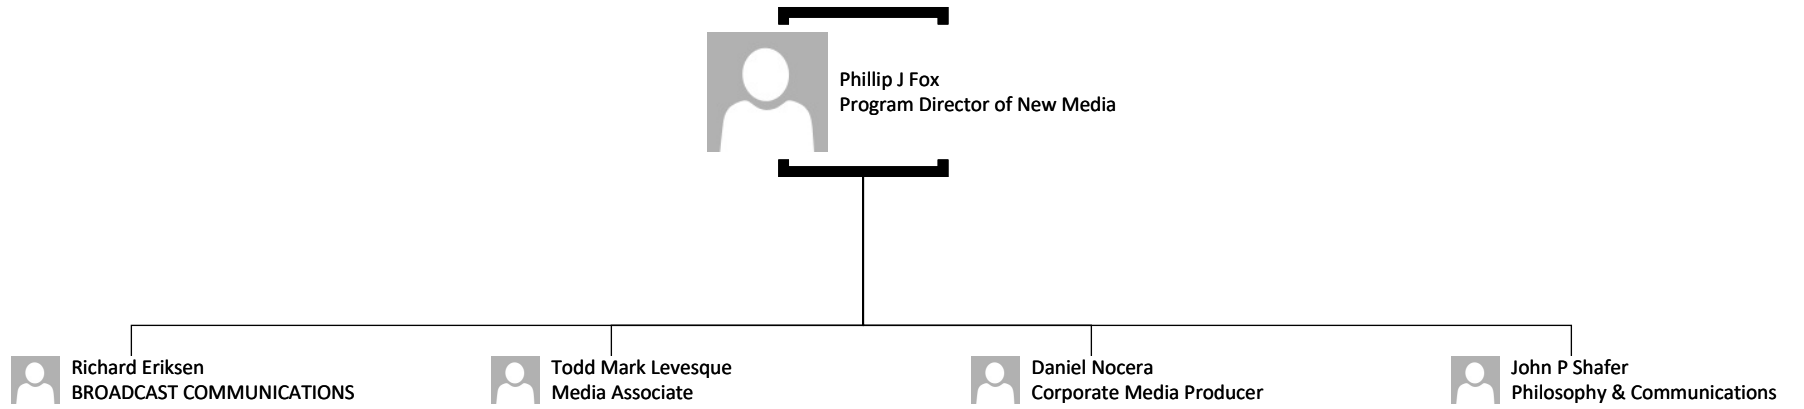 Phillip J Fox
Program Director of New Media
Richard Eriksen
BROADCAST COMMUNICATIONS
Todd Mark Levesque
Media Associate
Daniel Nocera
Corporate Media Producer
John P Shafer
Philosophy & Communications